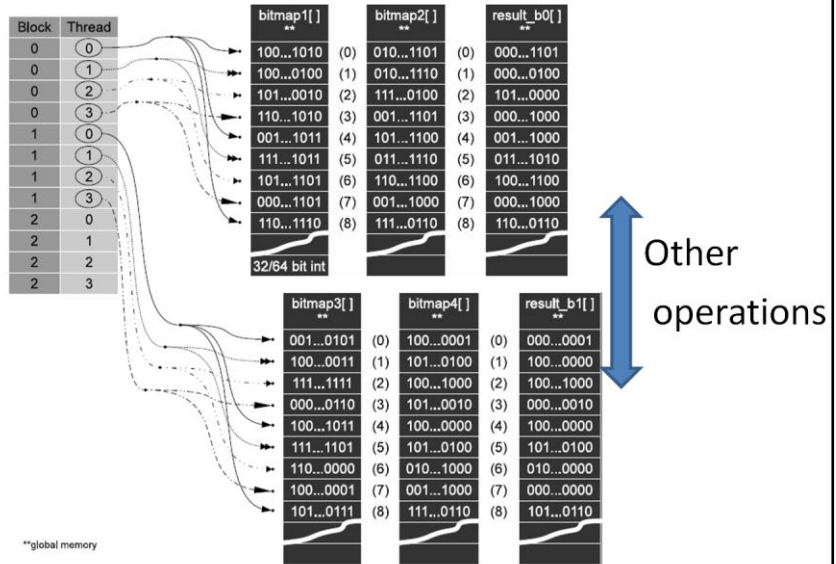 Block Thread
0 0
0 1
0 2
0 3
1 0
1 1
1 2
1 3
2 0
2 1
2 2
2 3
bitmap1[ ] bitmap2[ ] result_b0[ ]
** ** **
100...1010 (0) 010...1101 (0) 000...1101
100...0100 (1) 010...1110 (1) 000...0100
101...0010 (2) 111...0100 (2) 101...0000
110...1010 (3) 001...1101 (3) 000...1000
001...1011 (4) 101...1100 (4) 001...1000
111...1011 (5) 011...1110 (5) 011...1010
101...1101 (6) 110...1100 (6) 100...1100
000...1101 (7) 001...1000 (7) 000...1000
110...1110 (8) 111...0110 (8) 110...0110
32/64 bit int
Other
operations
bitmap3[ ] bitmap4[ ] result_b1[ ]
** ** **
001...0101 (0) 100...0001 (0) 000...0001
100...0011 (1) 101...0100 (1) 100...0000
111...1111 (2) 100...1000 (2) 100...1000
000...0110 (3) 101...0010 (3) 000...0010
100...1011 (4) 100...0000 (4) 100...0000
111...1101 (5) 101...0100 (5) 101...0100
110...0000 (6) 010...1000 (6) 010...0000
100...0001 (7) 001...1000 (7) 000...0000
101...0111 (8) 111...0110 (8) 101...0110
**global memory